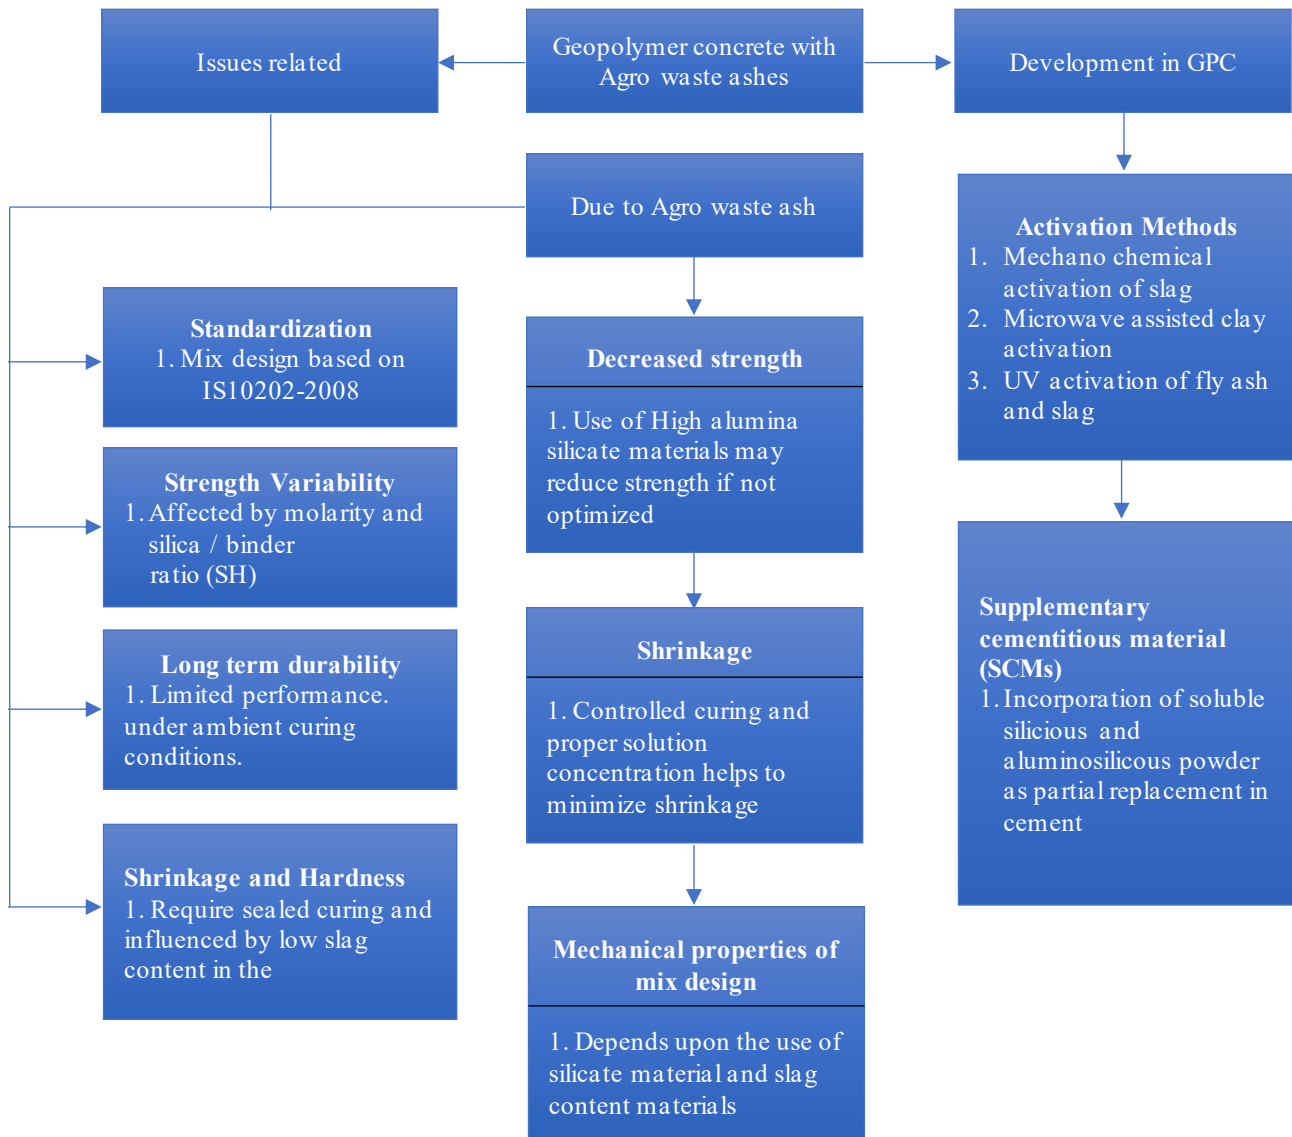 Issues related
Geopolymer concrete with
Agro waste ashes
Development in GPC
Due to Agro waste ash
Standardization
1. Mix design based on
IS10202-2008
Strength Variability
1. Affected by molarity and
silica / binder
ratio (SH)
Long term durability
1. Limited performance.
under ambient curing
conditions.
Shrinkage and Hardness
1. Require sealed curing and
influenced by low slag
content in the
Decreased strength
1. Use of High alumina
silicate materials may
reduce strength if not
optimized
Shrinkage
1. Controlled curing and
proper solution
concentration helps to
minimize shrinkage
Mechanical properties of
mix design
1. Depends upon the use of
silicate material and slag
content materials
Activation Methods
1. Mechano chemical
activation of slag
2. Microwave assisted clay
activation
3. UV activation of fly ash
and slag
Supplementary
cementitious material
(SCMs)
1. Incorporation of soluble
silicious and
aluminosilicous powder
as partial replacement in
cement